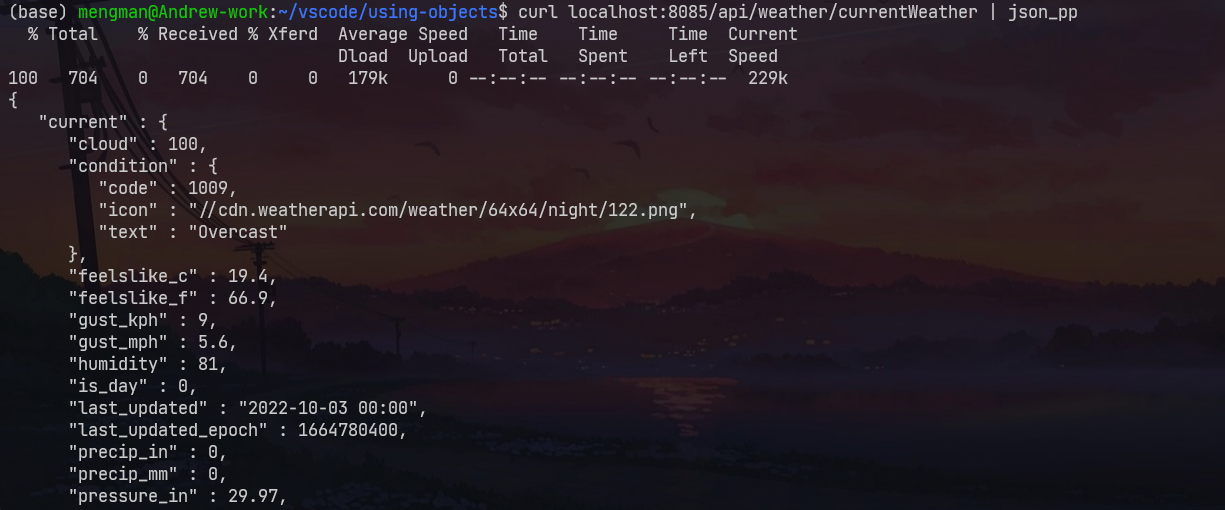 (base) mengman@Andrew-work:~/vscode/using-objects$ curl localhost:8085/api/weather/currentWeather | json_pp
  % Total    % Received % Xferd  Average Speed   Time    Time     Time  Current
                                 Dload  Upload   Total   Spent    Left  Speed
100   704    0   704    0     0   179k      0 --:--:-- --:--:-- --:--:--  229k
{
   "current" : {
      "cloud" : 100,
      "condition" : {
         "code" : 1009,
         "icon" : "//cdn.weatherapi.com/weather/64x64/night/122.png",
         "text" : "Overcast"
      },
      "feelslike_c" : 19.4,
      "feelslike_f" : 66.9,
      "gust_kph" : 9,
      "gust_mph" : 5.6,
      "humidity" : 81,
      "is_day" : 0,
      "last_updated" : "2022-10-03 00:00",
      "last_updated_epoch" : 1664780400,
      "precip_in" : 0,
      "precip_mm" : 0,
      "pressure_in" : 29.97,